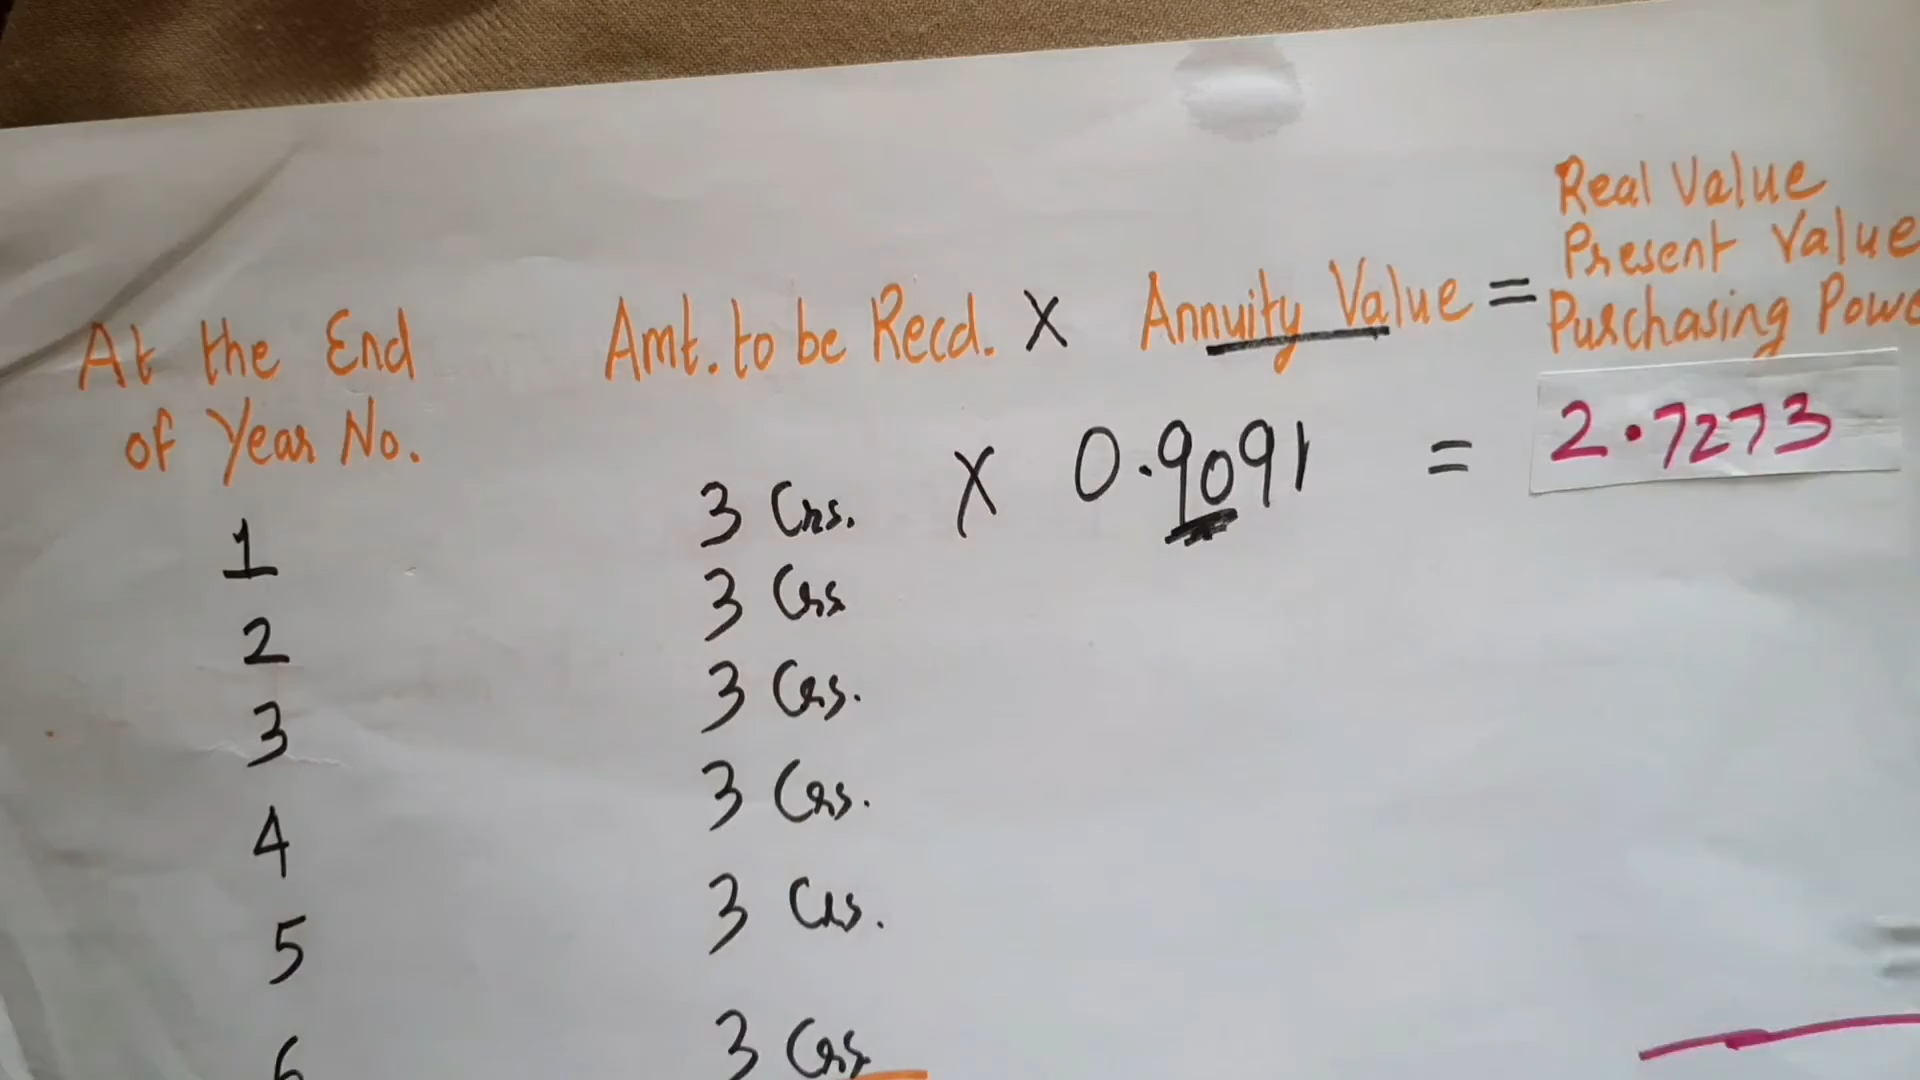 Real Value
Present Value
At the End Amt. to be Recd. X Annuity Value = Purchasing Powe
of Year No.
1 3 Crs. X 0.9091 = 2.7273
2 3 Crs
3 3 Crs.
4 3 Crs.
5 3 Crs.
6 3 Crs